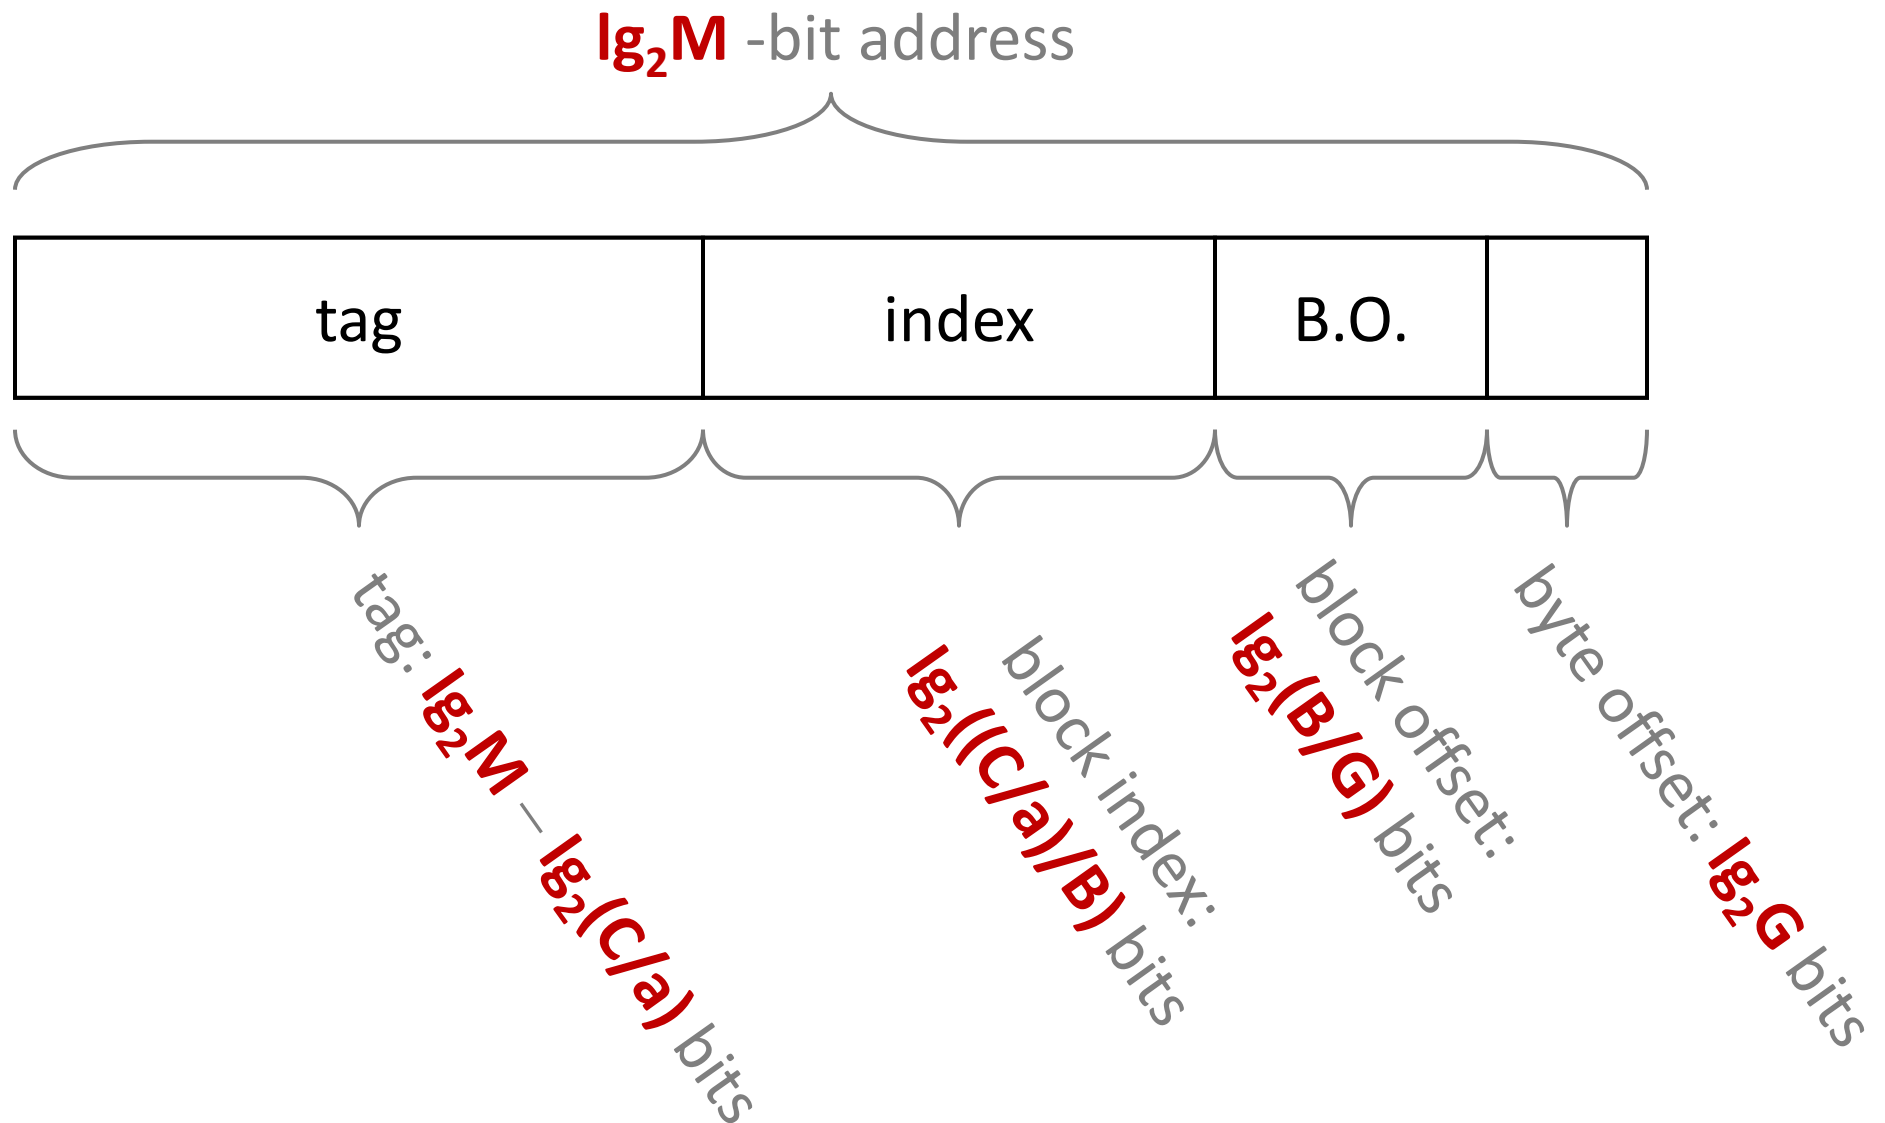 lg₂M -bit address
tag
index
B.O.
tag: lg₂M – lg₂((C/a) bits
block index:
lg₂(((C/a)/B) bits
block offset:
lg₂(B/G) bits
byte offset: lg₂G bits